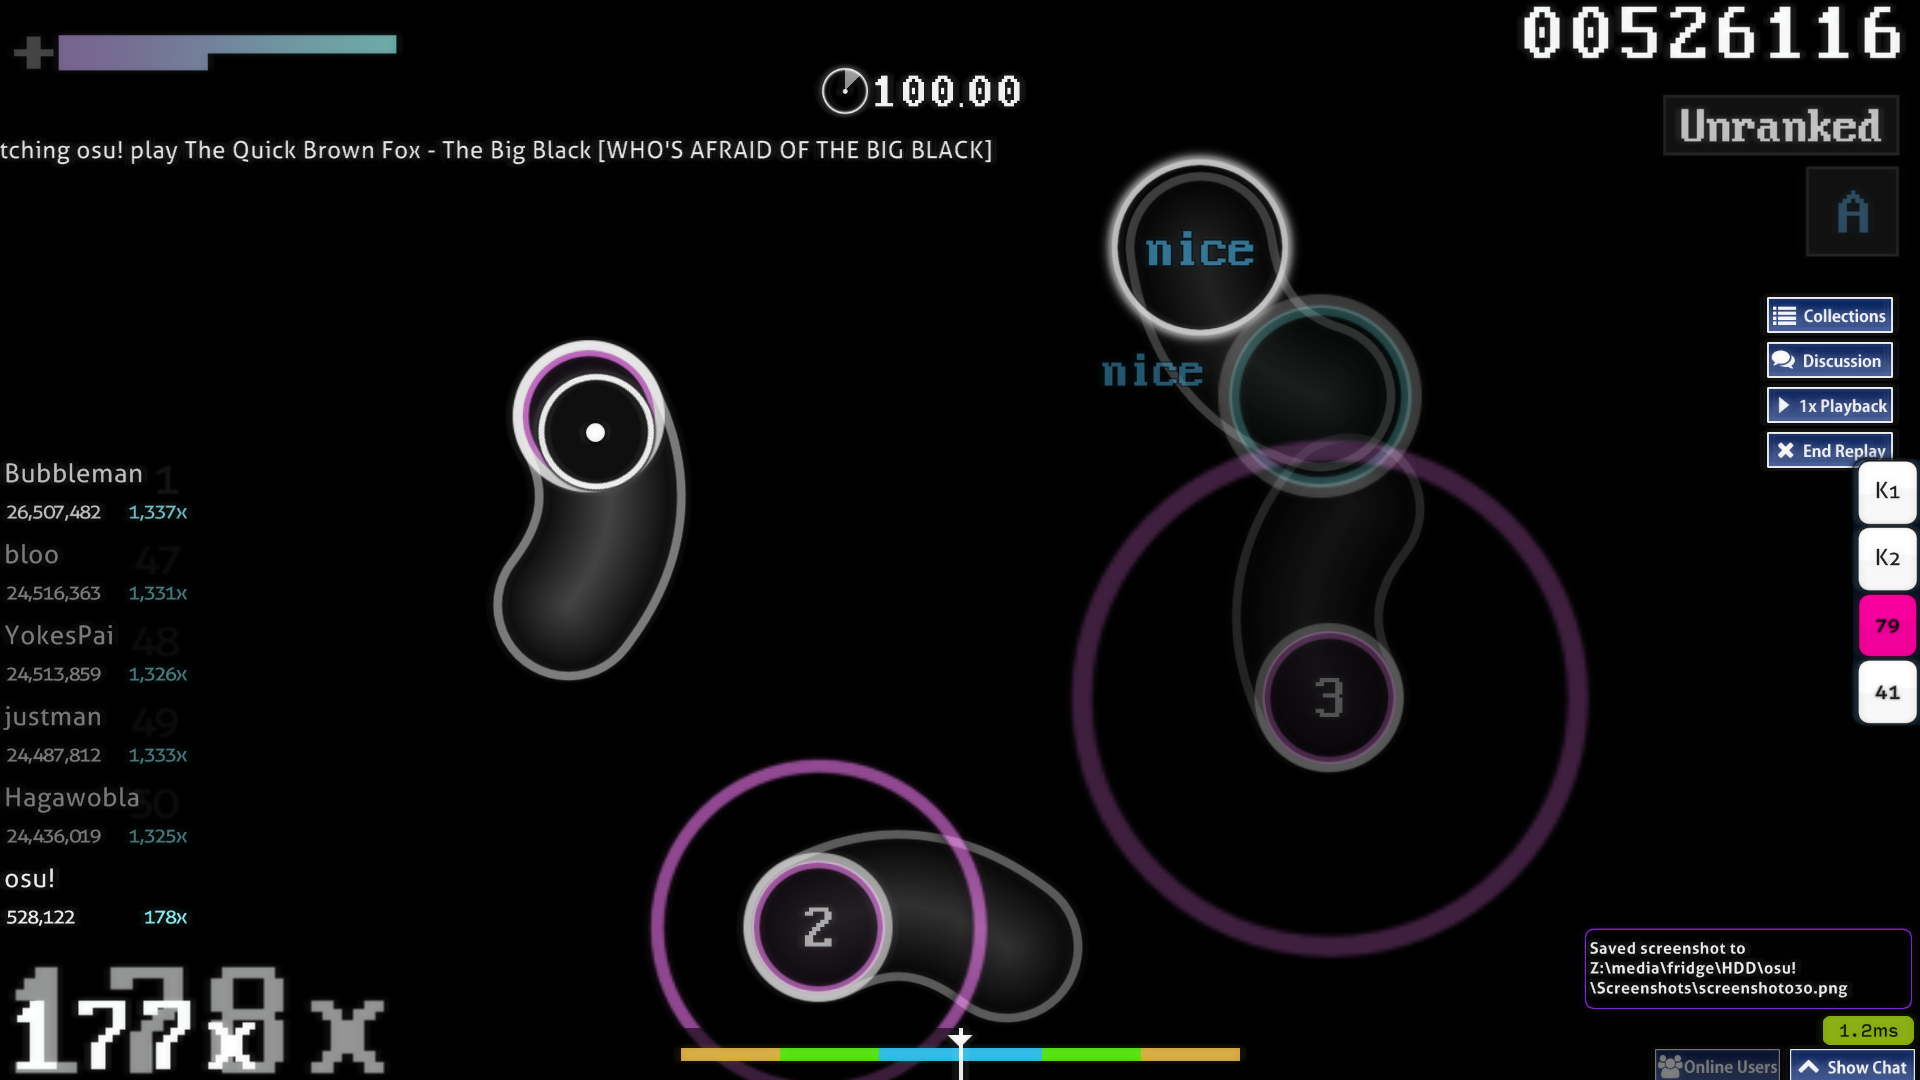 00526116
100.00
Unranked
tching osu! play The Quick Brown Fox - The Big Black [WHO'S AFRAID OF THE BIG BLACK]
A
nice
nice
Collections
Discussion
1x Playback
End Replay
Bubbleman 1
26,507,482 1,337x
bloo 47
24,516,363 1,331x
YokesPai 48
24,513,859 1,326x
justman 49
24,487,812 1,333x
Hagawobla 50
24,436,019 1,325x
osu!
528,122 178x
K1
K2
79
41
3
2
178x
177x
Saved screenshot to
Z:\media\fridge\HDD\osu!
\Screenshots\screenshot030.png
1.2ms
Online Users
Show Chat